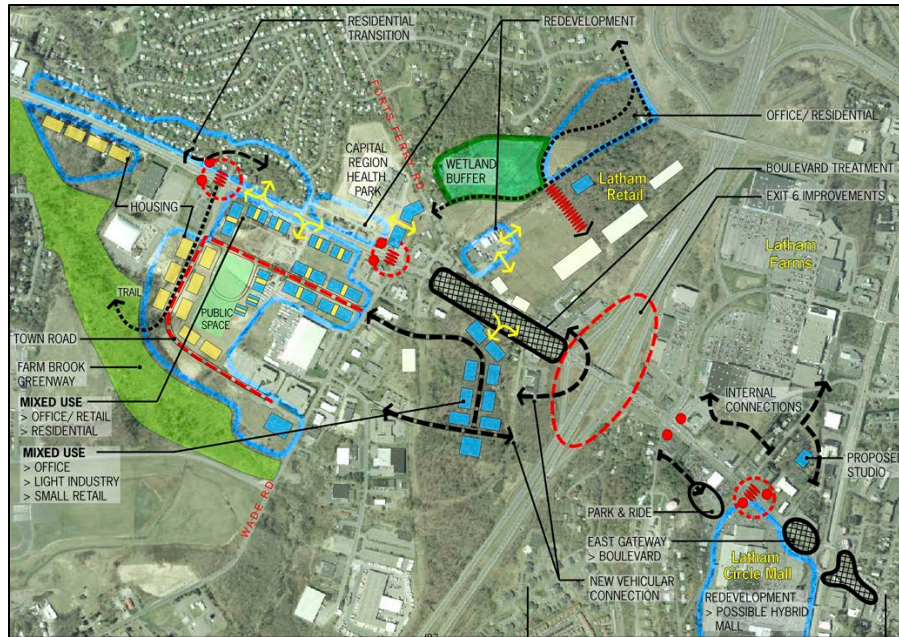 RESIDENTIAL
TRANSITION
REDEVELOPMENT
FORTS FERRY RD
OFFICE/ RESIDENTIAL
CAPITAL
REGION
HEALTH
PARK
WETLAND
BUFFER
BOULEVARD TREATMENT
Latham
Retail
EXIT 6 IMPROVEMENTS
HOUSING
Latham
Farms
TRAIL
PUBLIC
SPACE
TOWN ROAD
FARM BROOK
GREENWAY
MIXED USE
> OFFICE/ RETAIL
> RESIDENTIAL
INTERNAL
CONNECTIONS
MIXED USE
> OFFICE
> LIGHT INDUSTRY
> SMALL RETAIL
PROPOSED
STUDIO
WADE RD
PARK & RIDE
EAST GATEWAY
> BOULEVARD
Latham
Circle Mall
NEW VEHICULAR
CONNECTION
REDEVELOPMENT
> POSSIBLE HYBRID
MALL